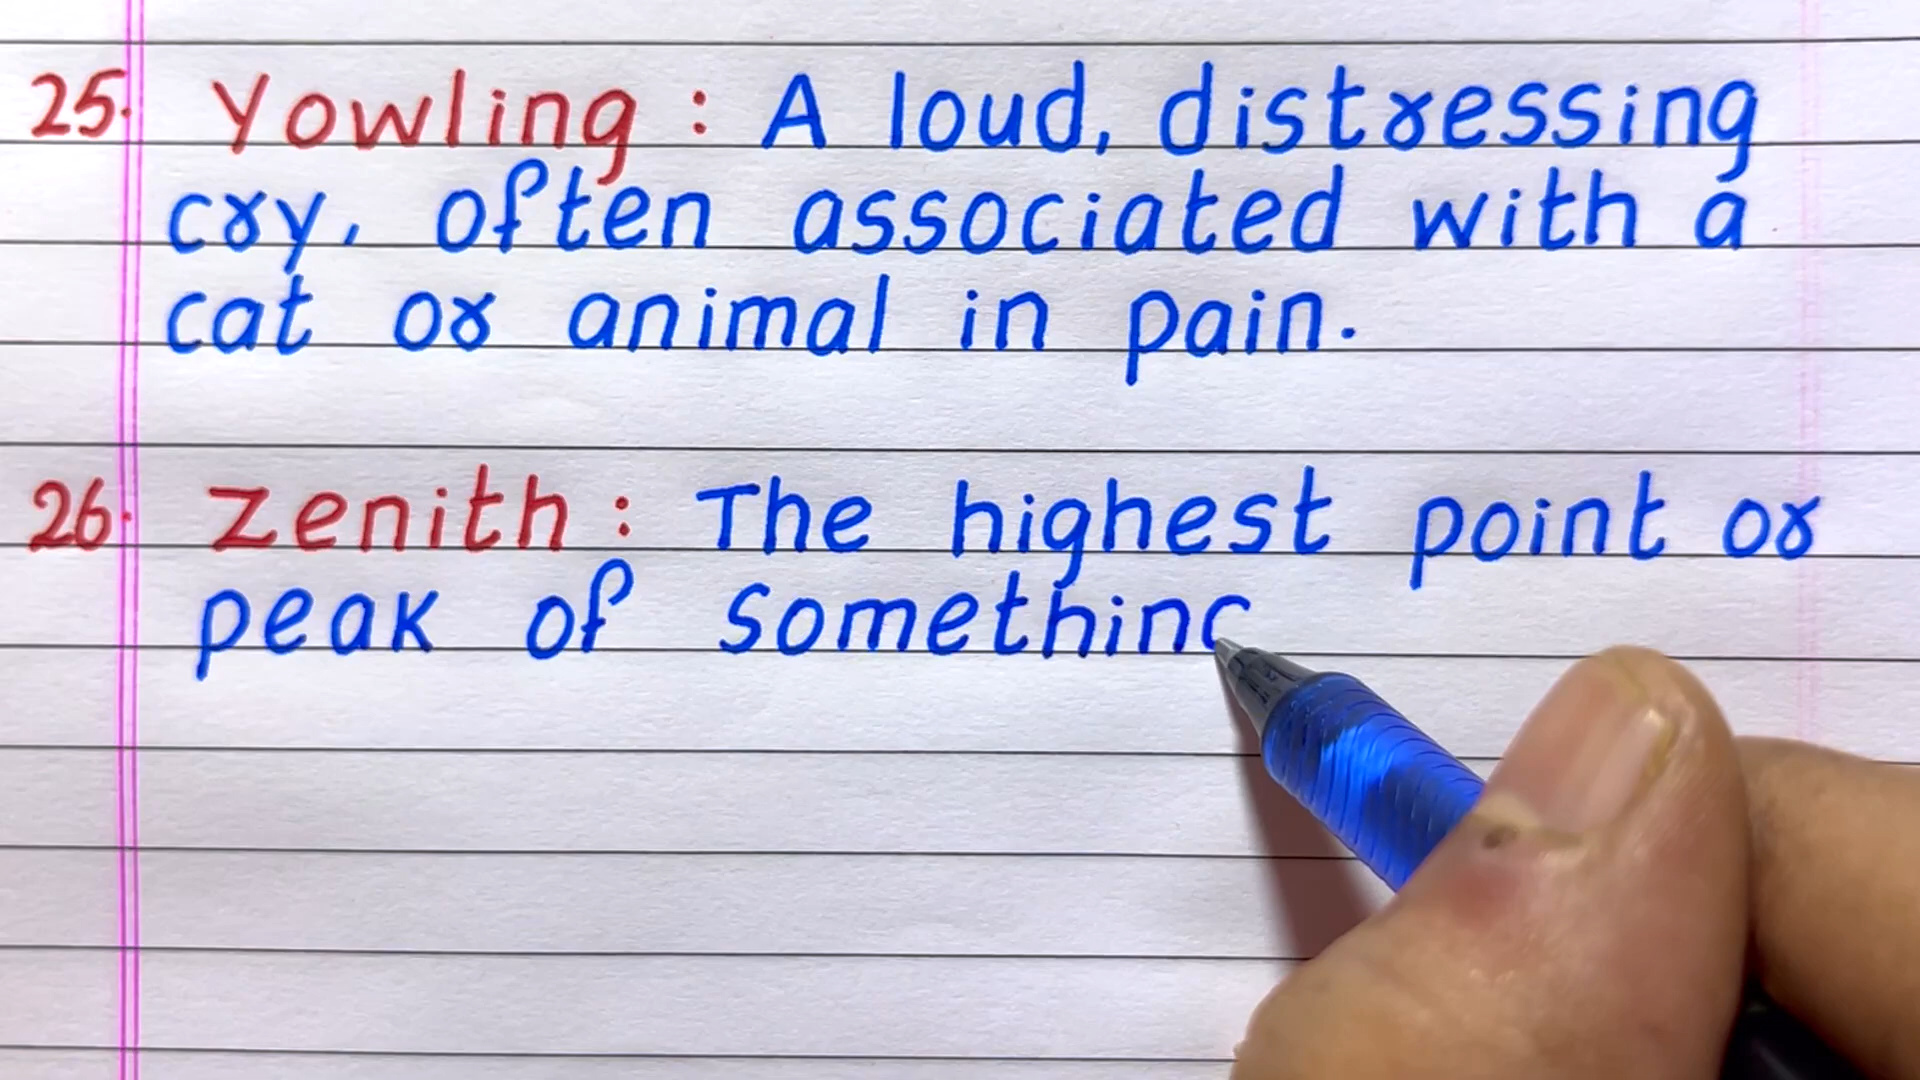 25. Yowling : A loud, distressing
cry, often associated with a
cat or animal in pain.
26. Zenith : The highest point or
peak of somethinc